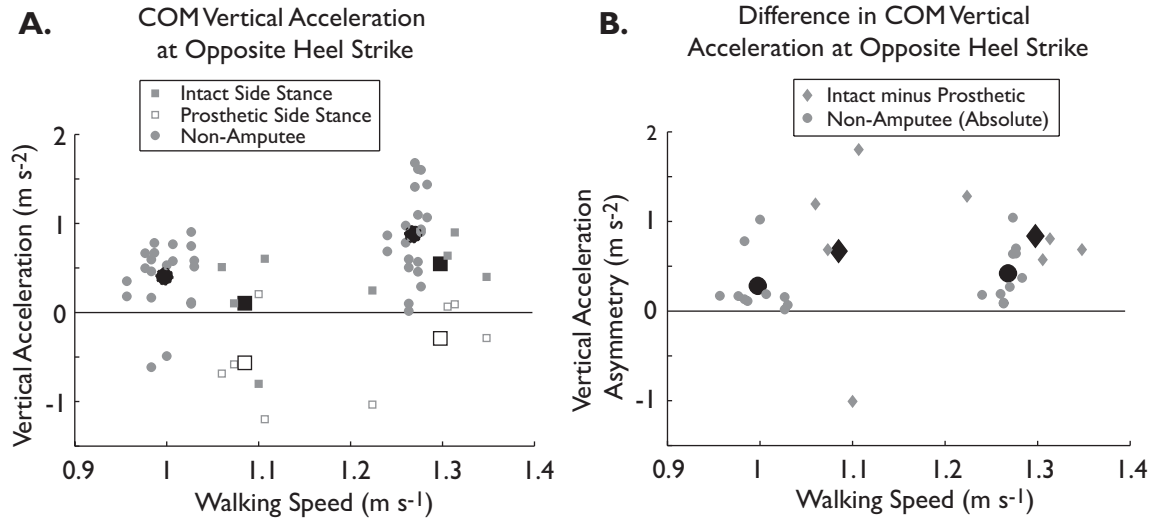 A.
COM Vertical Acceleration
at Opposite Heel Strike
Intact Side Stance
Prosthetic Side Stance
Non-Amputee
Vertical Acceleration (m s-2)
2
1
0
-1
0.9
1
1.1
1.2
1.3
1.4
Walking Speed (m s-1)
B.
Difference in COM Vertical
Acceleration at Opposite Heel Strike
Intact minus Prosthetic
Non-Amputee (Absolute)
Vertical Acceleration
Asymmetry (m s-2)
2
1
0
-1
0.9
1
1.1
1.2
1.3
1.4
Walking Speed (m s-1)